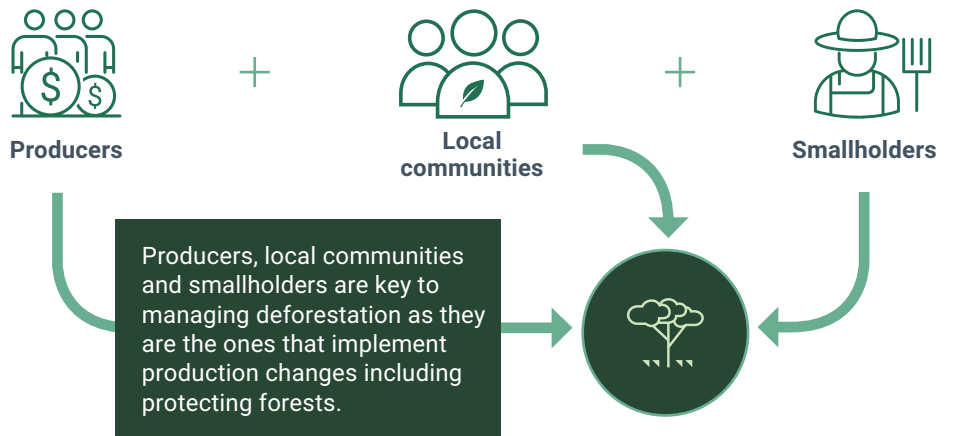 $
$
Producers
Local
communities
Smallholders
Producers, local communities
and smallholders are key to
managing deforestation as they
are the ones that implement
production changes including
protecting forests.